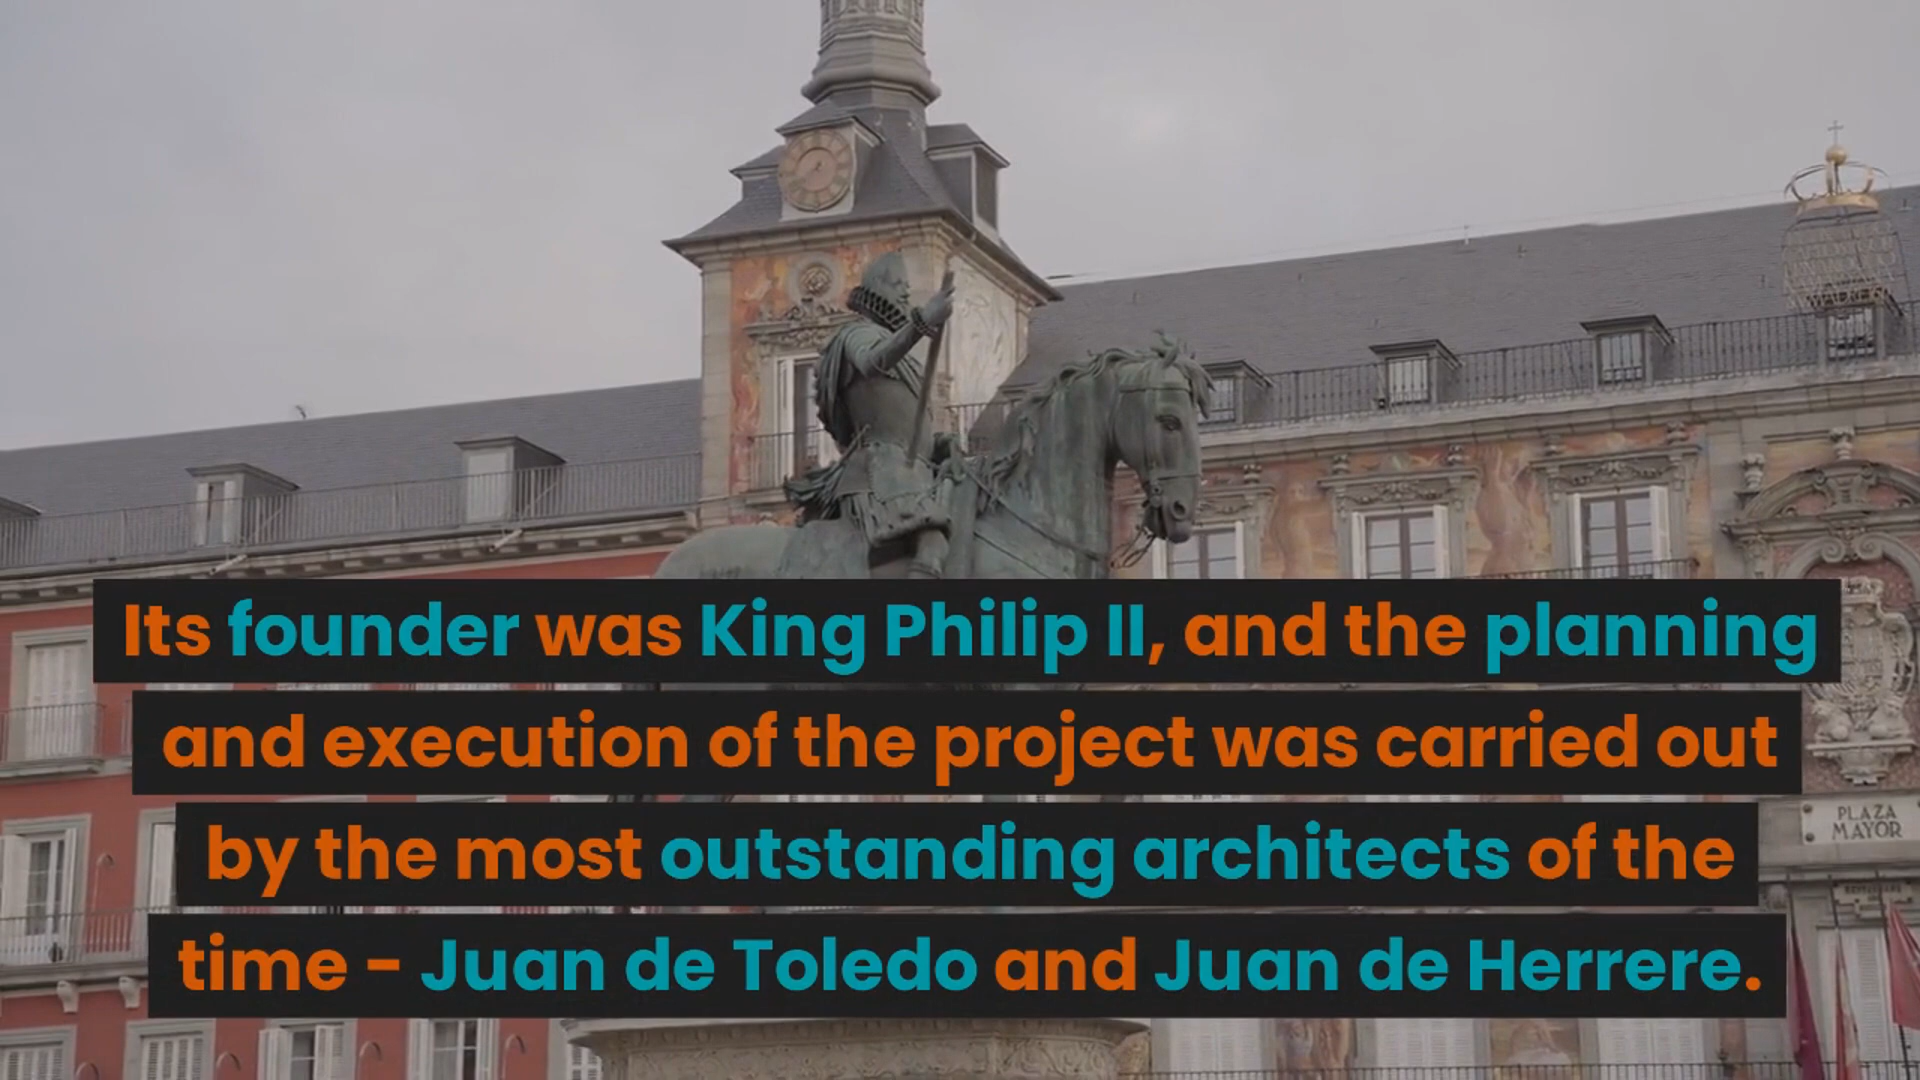 Its founder was King Philip II, and the planning
and execution of the project was carried out
by the most outstanding architects of the
time - Juan de Toledo and Juan de Herrere.
PLAZA
MAYOR